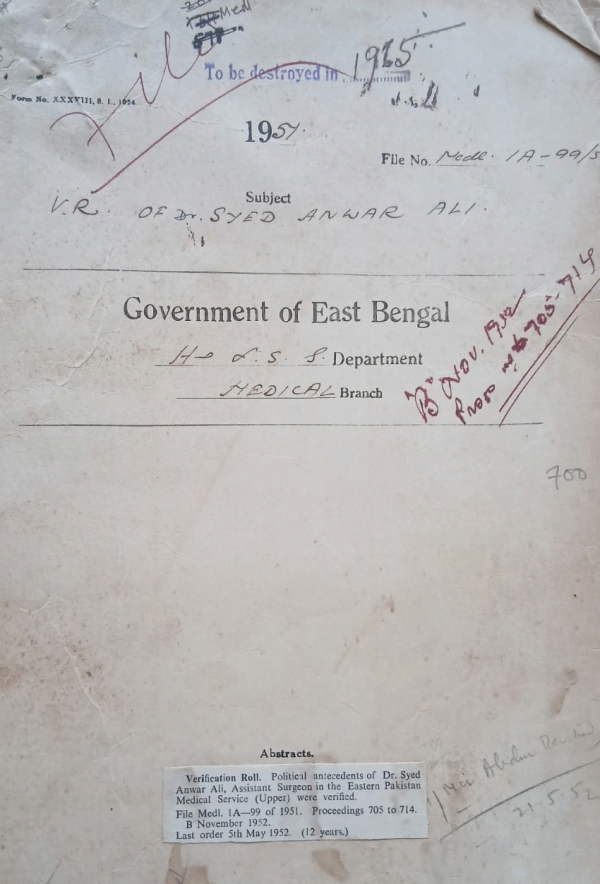 Med
File
To be destroyed in 1965
Form No. XXXVIII, S. I., 1924.
1951.
File No. Medl. 1A-99/5
Subject
V.R. OF Dr. SYED ANWAR ALI.
Government of East Bengal
H & L.S.G. Department
MEDICAL Branch
"B" NOV. 1952
705-714
700
Abstracts.
Verification Roll. Political antecedents of Dr. Syed
Anwar Ali, Assistant Surgeon in the Eastern Pakistan
Medical Service (Upper) were verified.
File Medl. 1A—99 of 1951. Proceedings 705 to 714.
B November 1952.
Last order 5th May 1952. (12 years.)
21.5.52